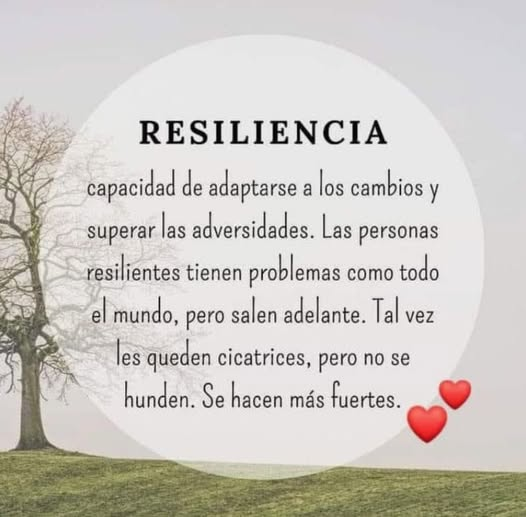 RESILIENCIA
capacidad de adaptarse a los cambios y
superar las adversidades. Las personas
resilientes tienen problemas como todo
el mundo, pero salen adelante. Tal vez
les queden cicatrices, pero no se
hunden. Se hacen más fuertes.